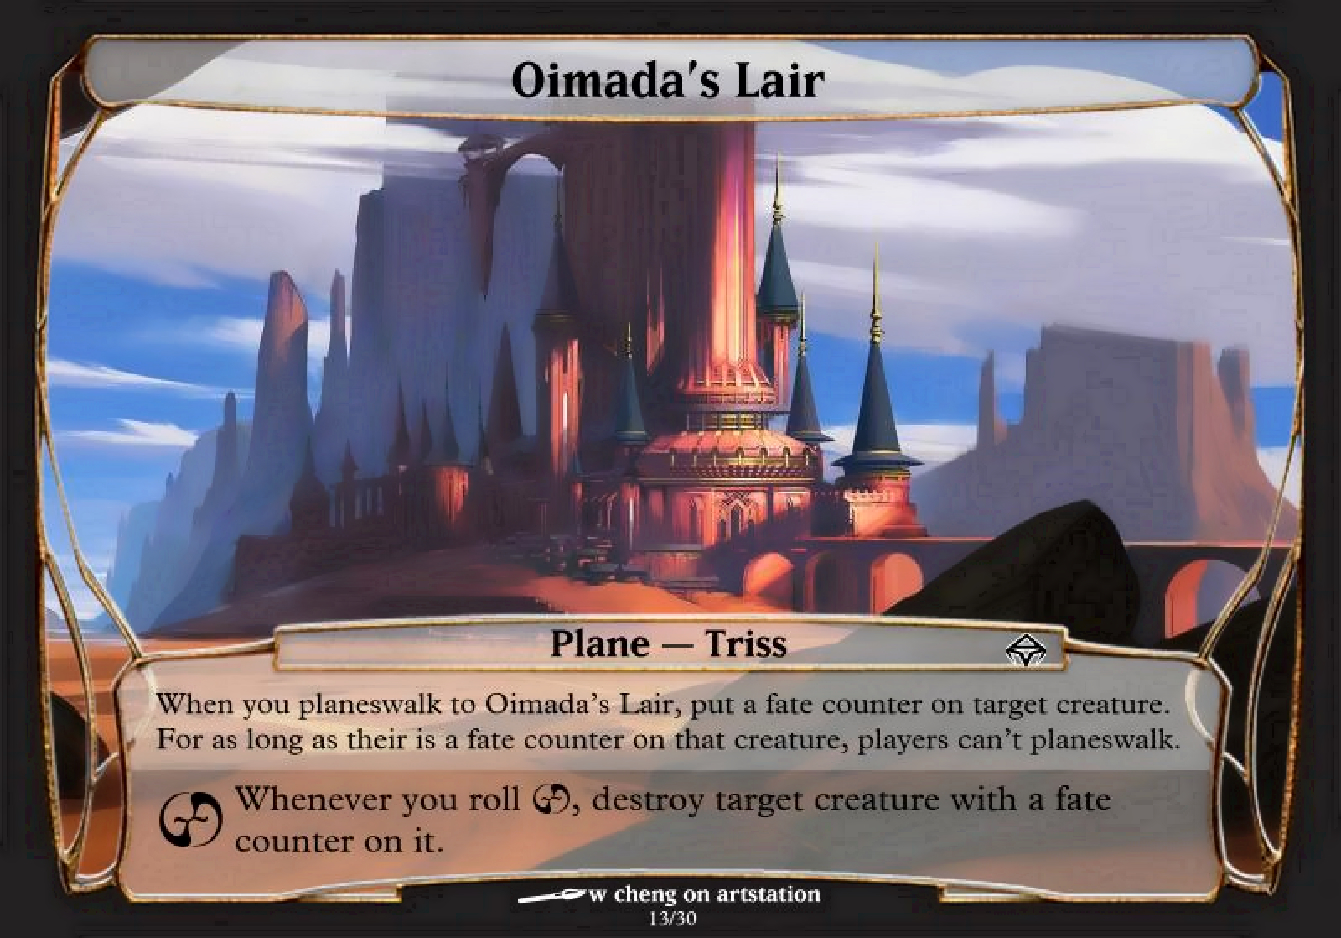 Oimada's Lair
Plane — Triss
When you planeswalk to Oimada's Lair, put a fate counter on target creature.
For as long as their is a fate counter on that creature, players can't planeswalk.
Whenever you roll , destroy target creature with a fate
counter on it.
w cheng on artstation
13/30